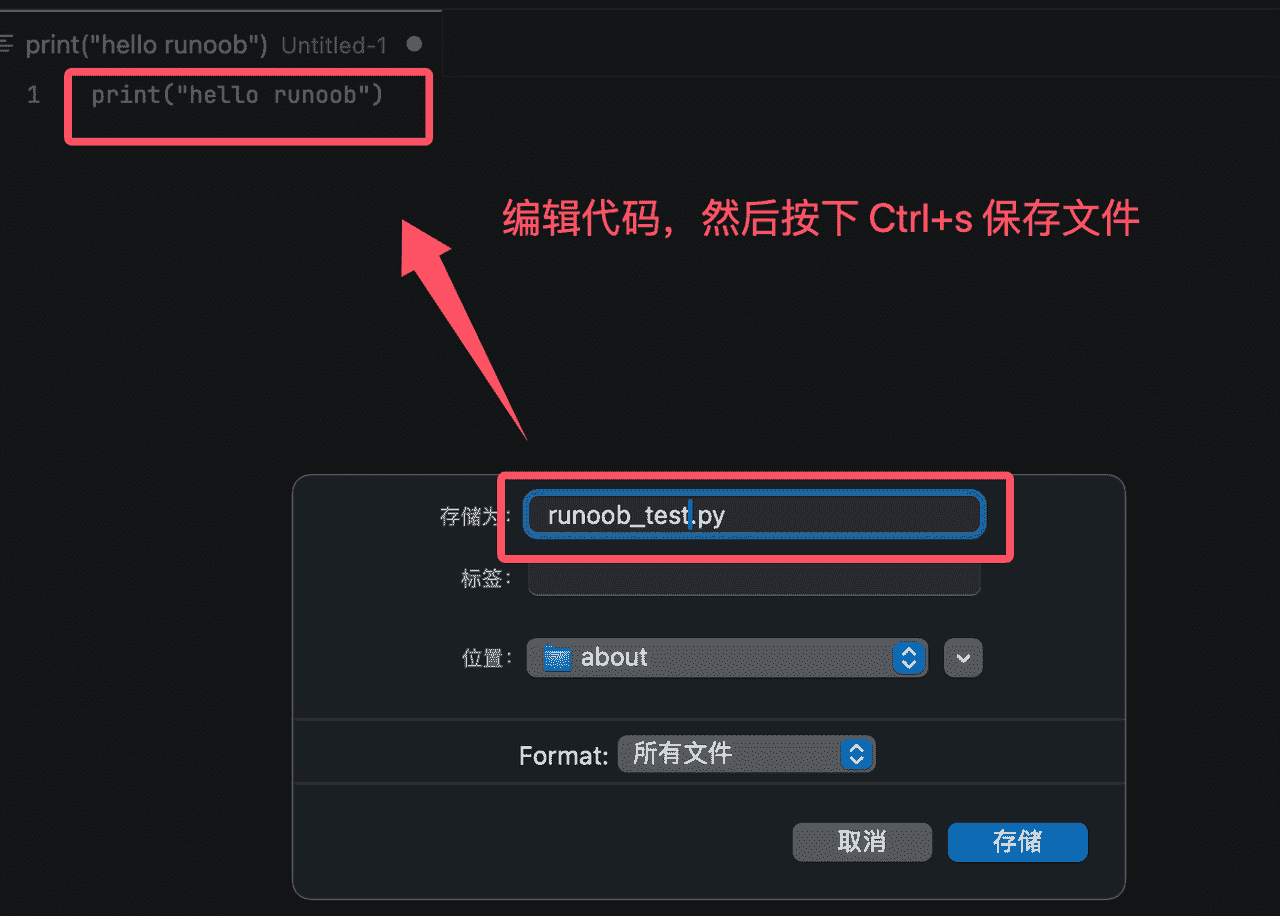 print("hello runoob") Untitled-1
1 print("hello runoob")
编辑代码，然后按下 Ctrl+s 保存文件
存储为： runoob_test.py
标签：
位置： about
Format: 所有文件
取消 存储